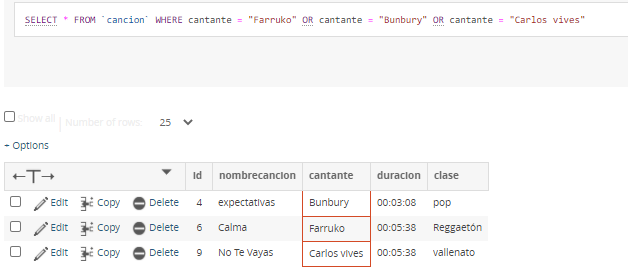 SELECT * FROM `cancion` WHERE cantante = "Farruko" OR cantante = "Bunbury" OR cantante = "Carlos vives"
Show all | Number of rows: 25
- Options
←T→ Id nombrecancion cantante duracion clase
Edit Copy Delete 4 expectativas Bunbury 00:03:08 pop
Edit Copy Delete 6 Calma Farruko 00:05:38 Reggaetón
Edit Copy Delete 9 No Te Vayas Carlos vives 00:05:38 vallenato